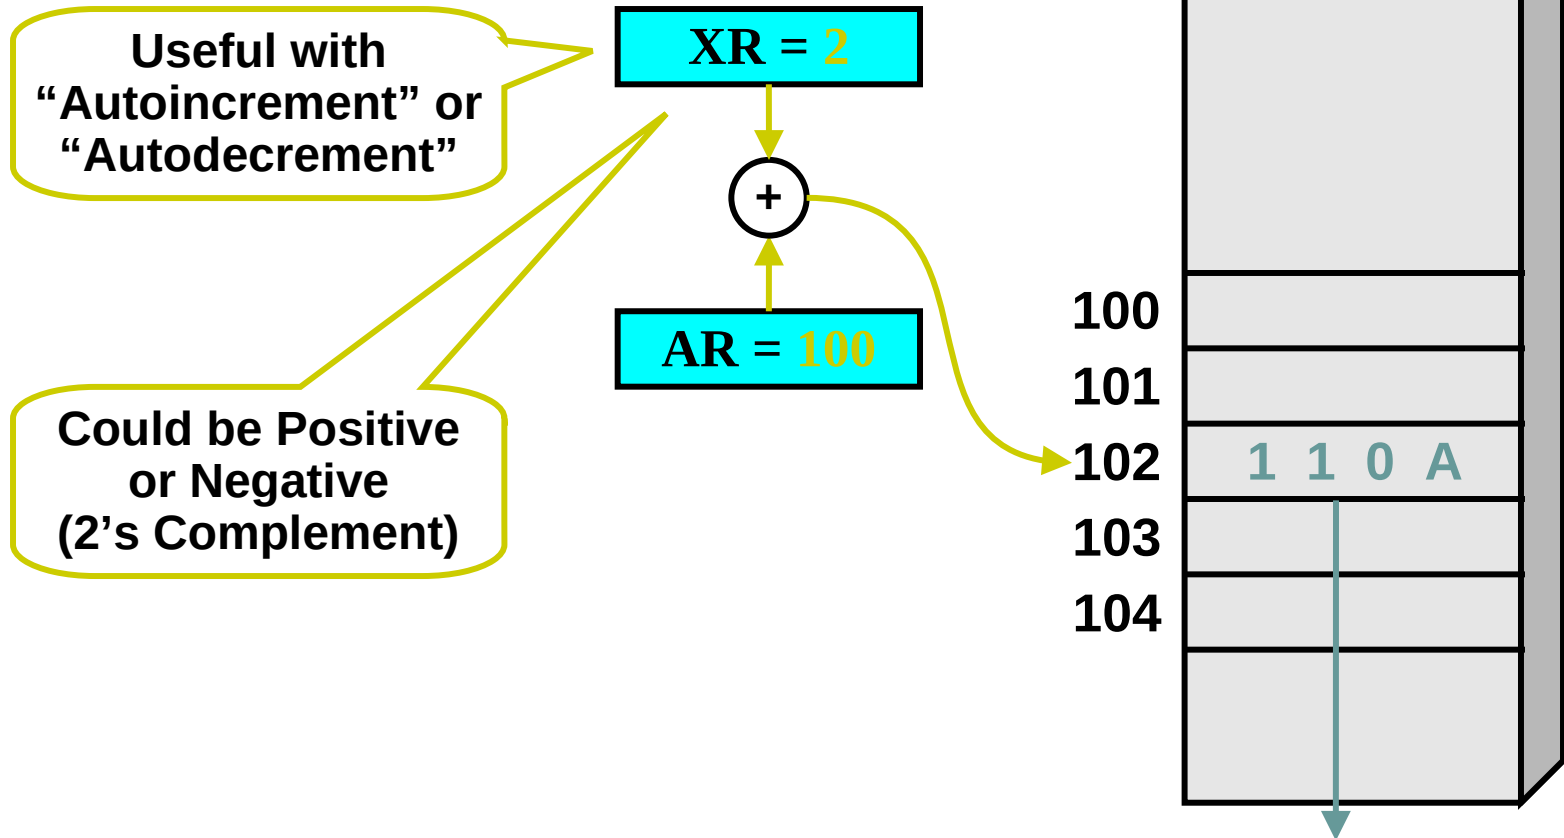 Useful with
“Autoincrement” or
“Autodecrement”
XR = 2
+
AR = 100
Could be Positive
or Negative
(2’s Complement)
100
101
102 1 1 0 A
103
104